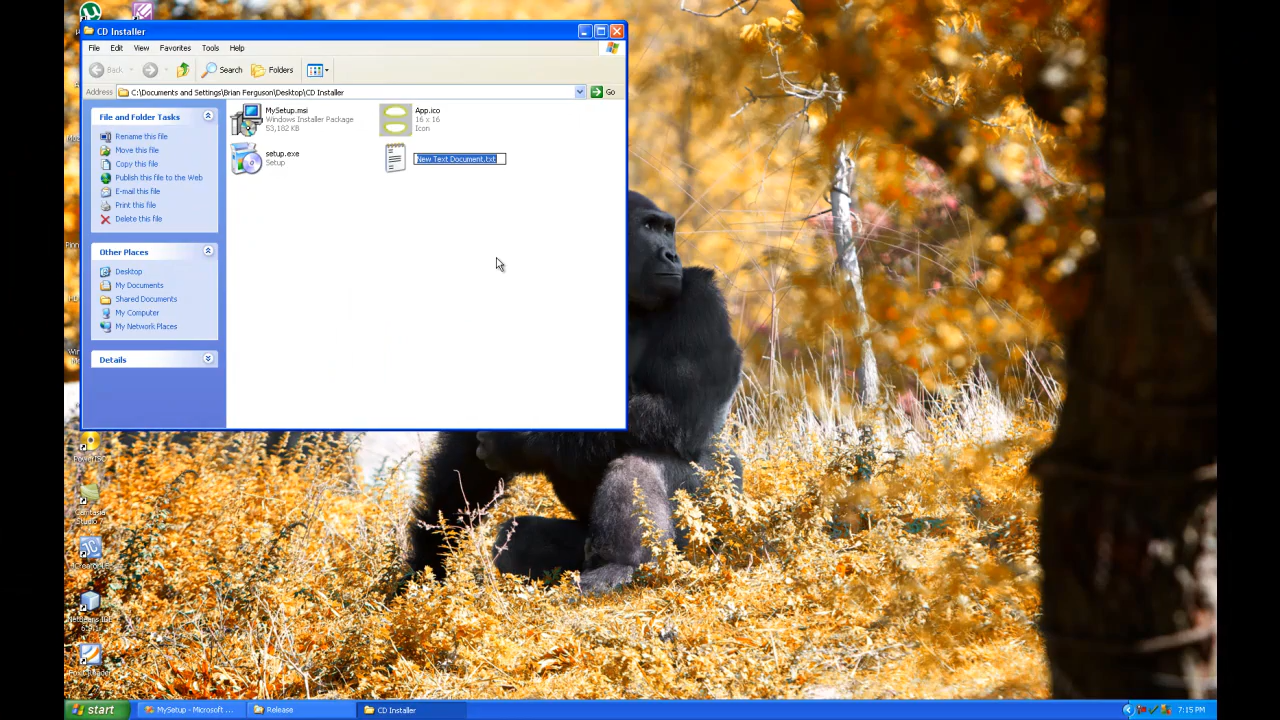 CD Installer
File Edit View Favorites Tools Help
Back Search Folders
Address C:\Documents and Settings\Brian Ferguson\Desktop\CD Installer Go
File and Folder Tasks
Rename this file
Move this file
Copy this file
Publish this file to the Web
E-mail this file
Print this file
Delete this file
Other Places
Desktop
My Documents
Shared Documents
My Computer
My Network Places
Details
MySetup.msi
Windows Installer Package
53,182 KB
App.ico
16 x 16
Icon
setup.exe
Setup
New Text Document.txt
Camtasia
Studio 7
start MySetup - Microsoft ... Release CD Installer 7:15 PM